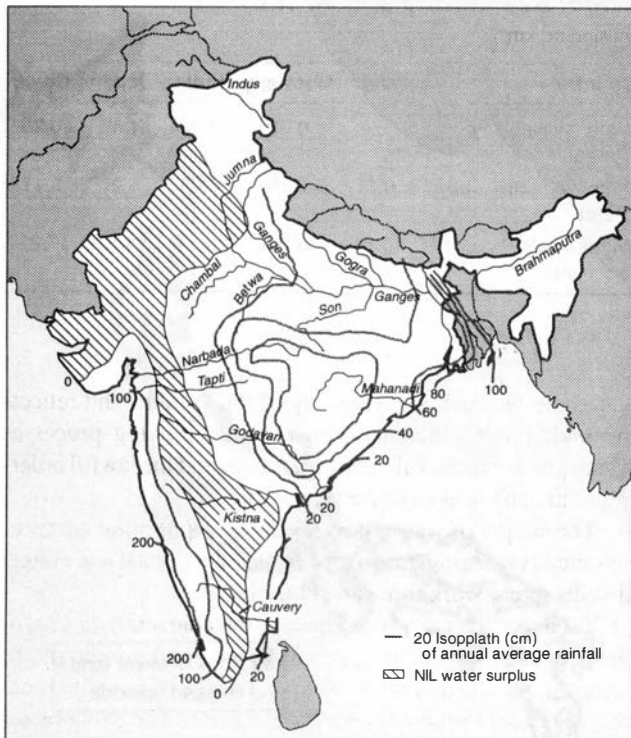 Indus
Jumna
Ganges
Gogra
Brahmaputra
Chambal
Betwa
Son
Ganges
Narbada
0
100
Tapti
Mahanadi
80
100
60
Godavari
40
20
20
20
Kistna
200
Cauvery
200
100
0
20
20 Isopplath (cm)
of annual average rainfall
NIL water surplus